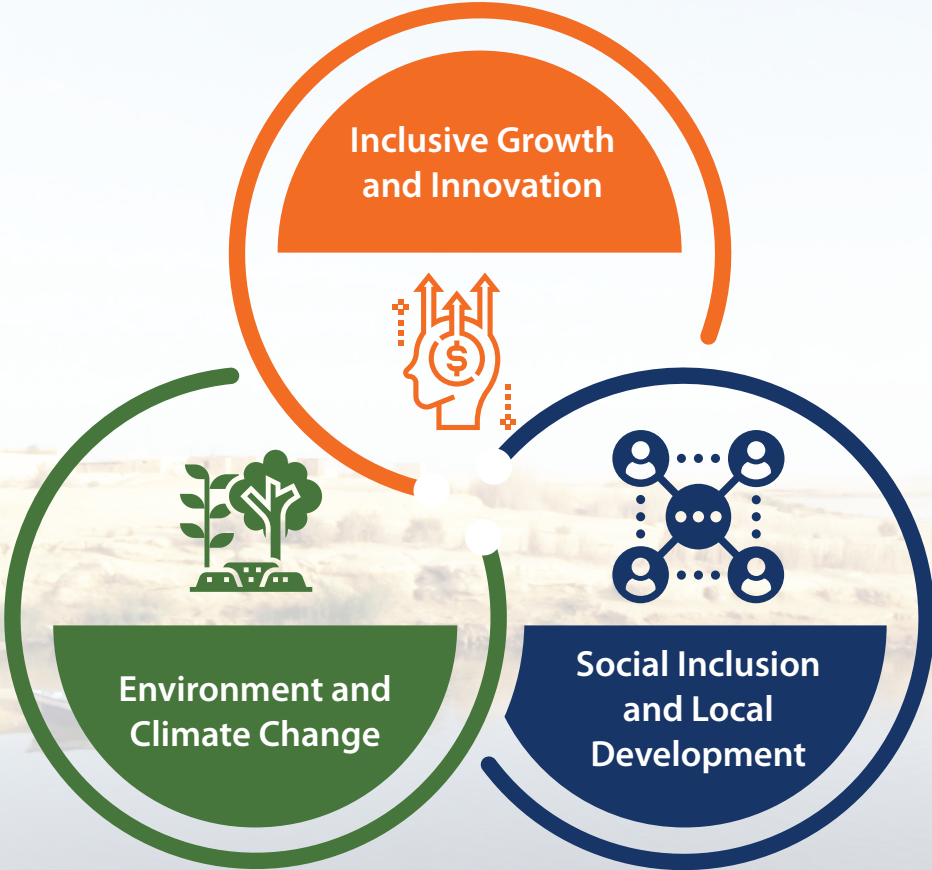 Inclusive Growth
and Innovation
$
Environment and
Climate Change
Social Inclusion
and Local
Development